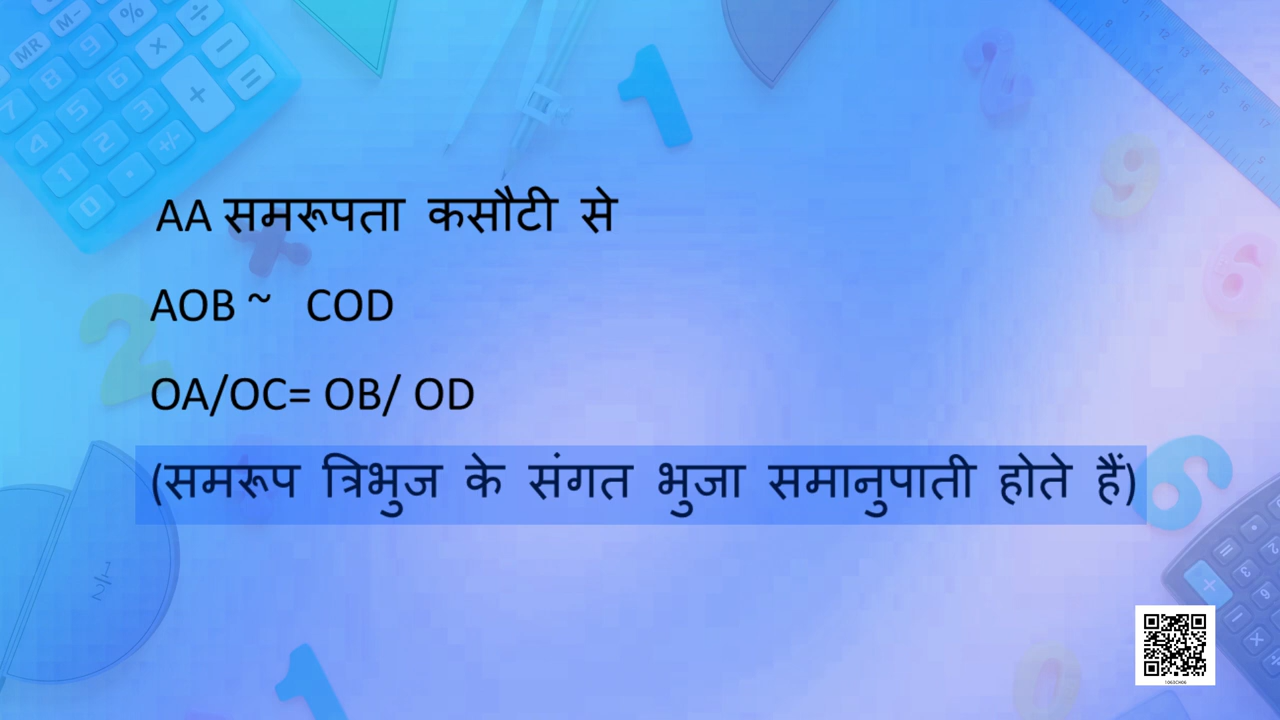 AA समरूपता कसौटी से
AOB ~ COD
OA/OC= OB/ OD
(समरूप त्रिभुज के संगत भुजा समानुपाती होते हैं)